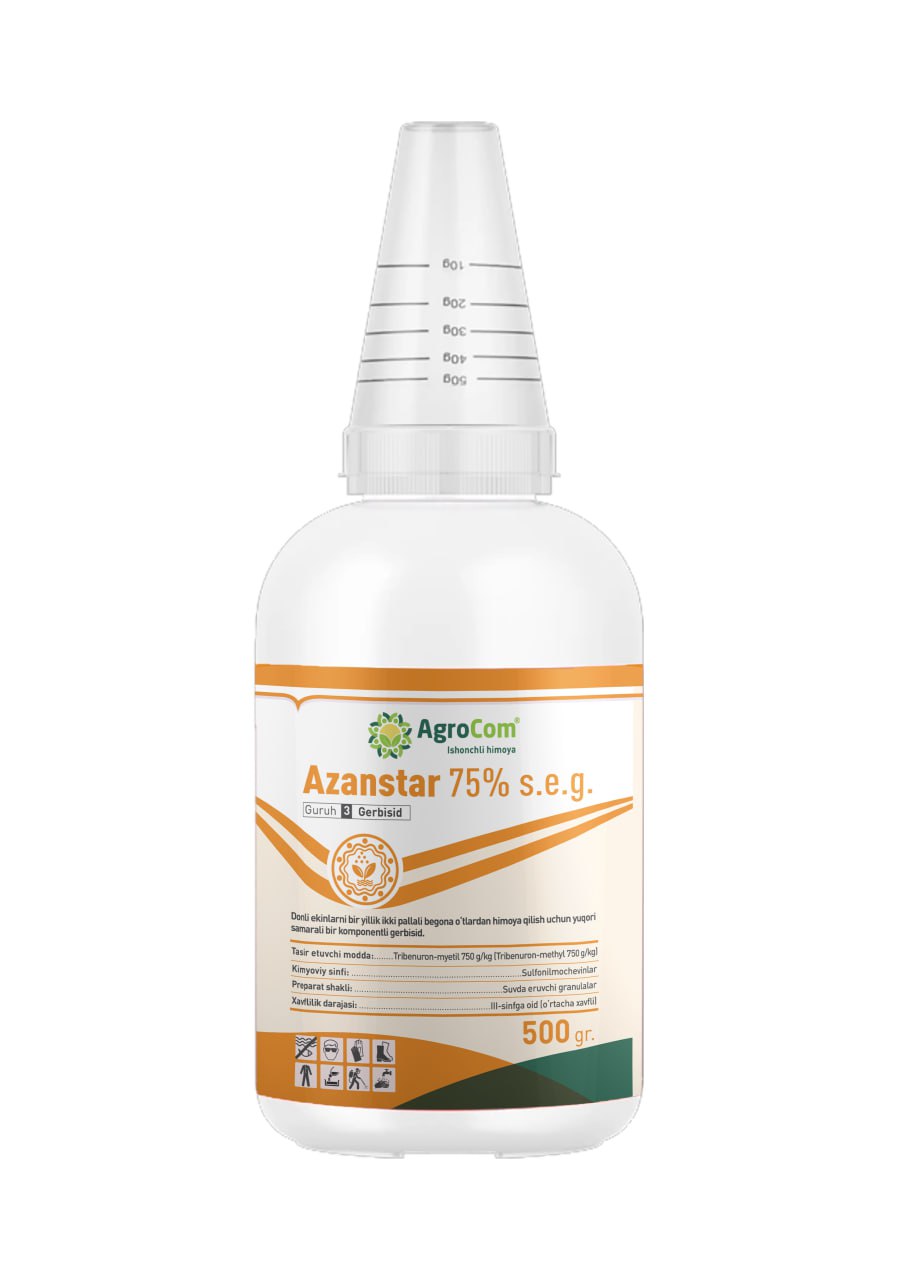 10g
20g
30g
40g
50g
AgroCom®
Ishonchli himoya
Azanstar 75% s.e.g.
Guruh 3 Gerbisid
Donli ekinlarni bir yillik ikki pallali begona o'tlardan himoya qilish uchun yuqori
samarali bir komponentli gerbisid.
Tasir etuvchi modda:......Tribenuron-myetil 750 g/kg (Tribenuron-methyl 750 g/kg)
Kimyoviy sinfi: ................Sulfonilmochevinlar
Preparat shakli: ................Suvda eruvchi granulalar
Xavflilik darajasi: ................III-sinfga oid (o'rtacha xavfli)
500 gr.